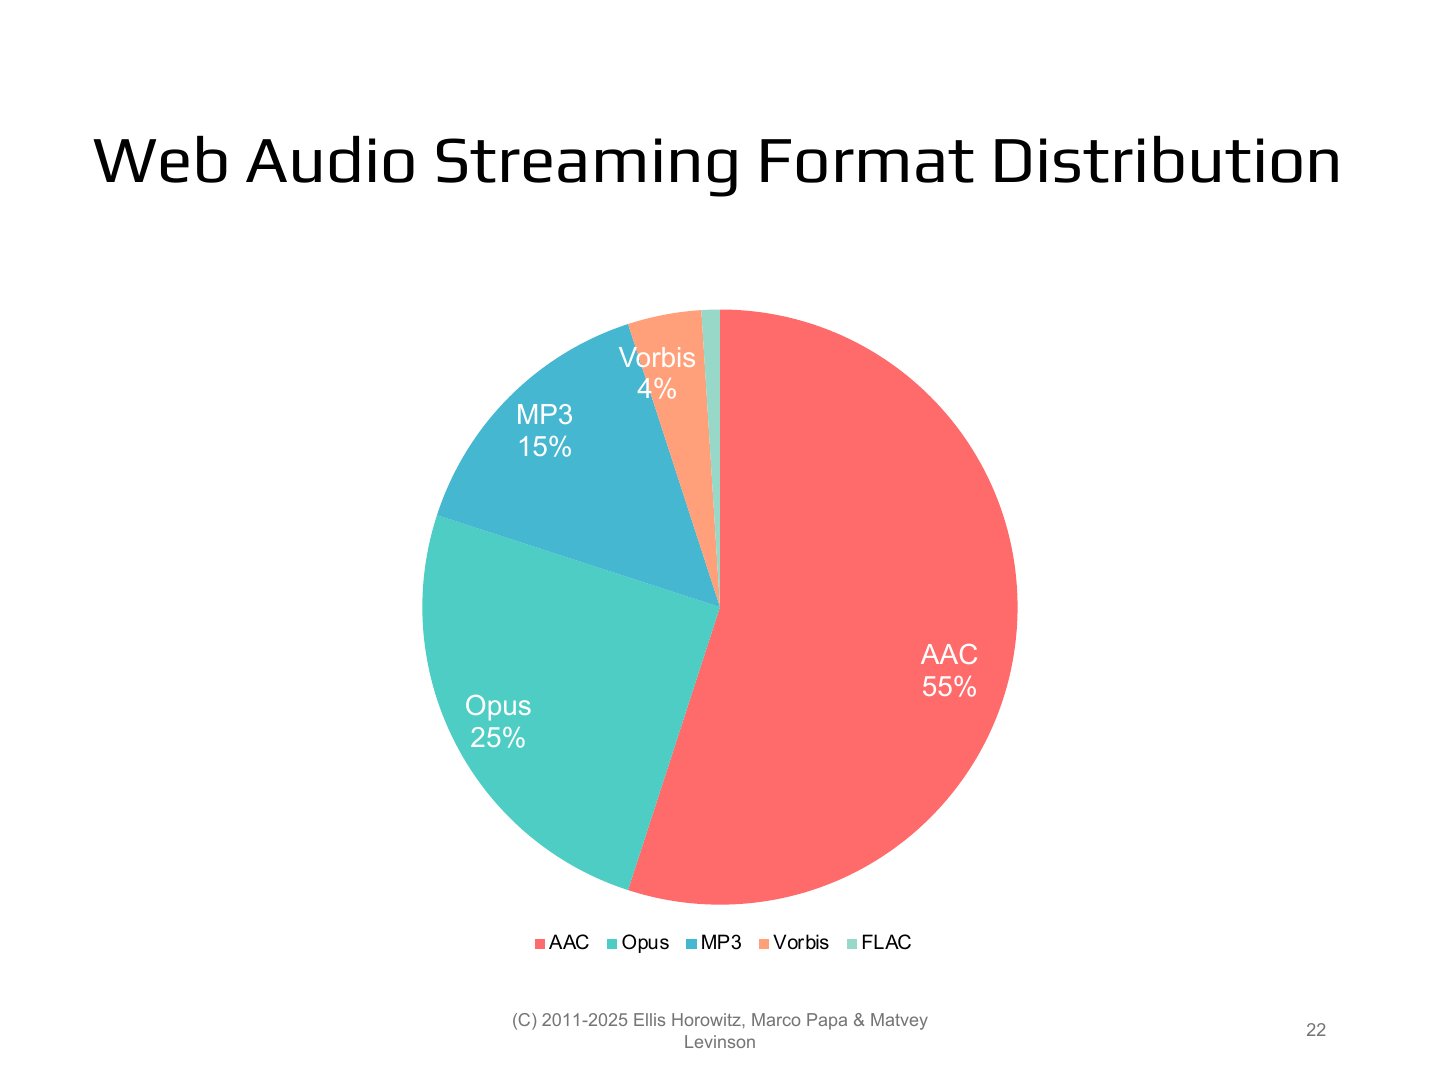 Web Audio Streaming Format Distribution
Vorbis
4%
MP3
15%
AAC
55%
Opus
25%
AAC Opus MP3 Vorbis FLAC
(C) 2011-2025 Ellis Horowitz, Marco Papa & Matvey
Levinson
22